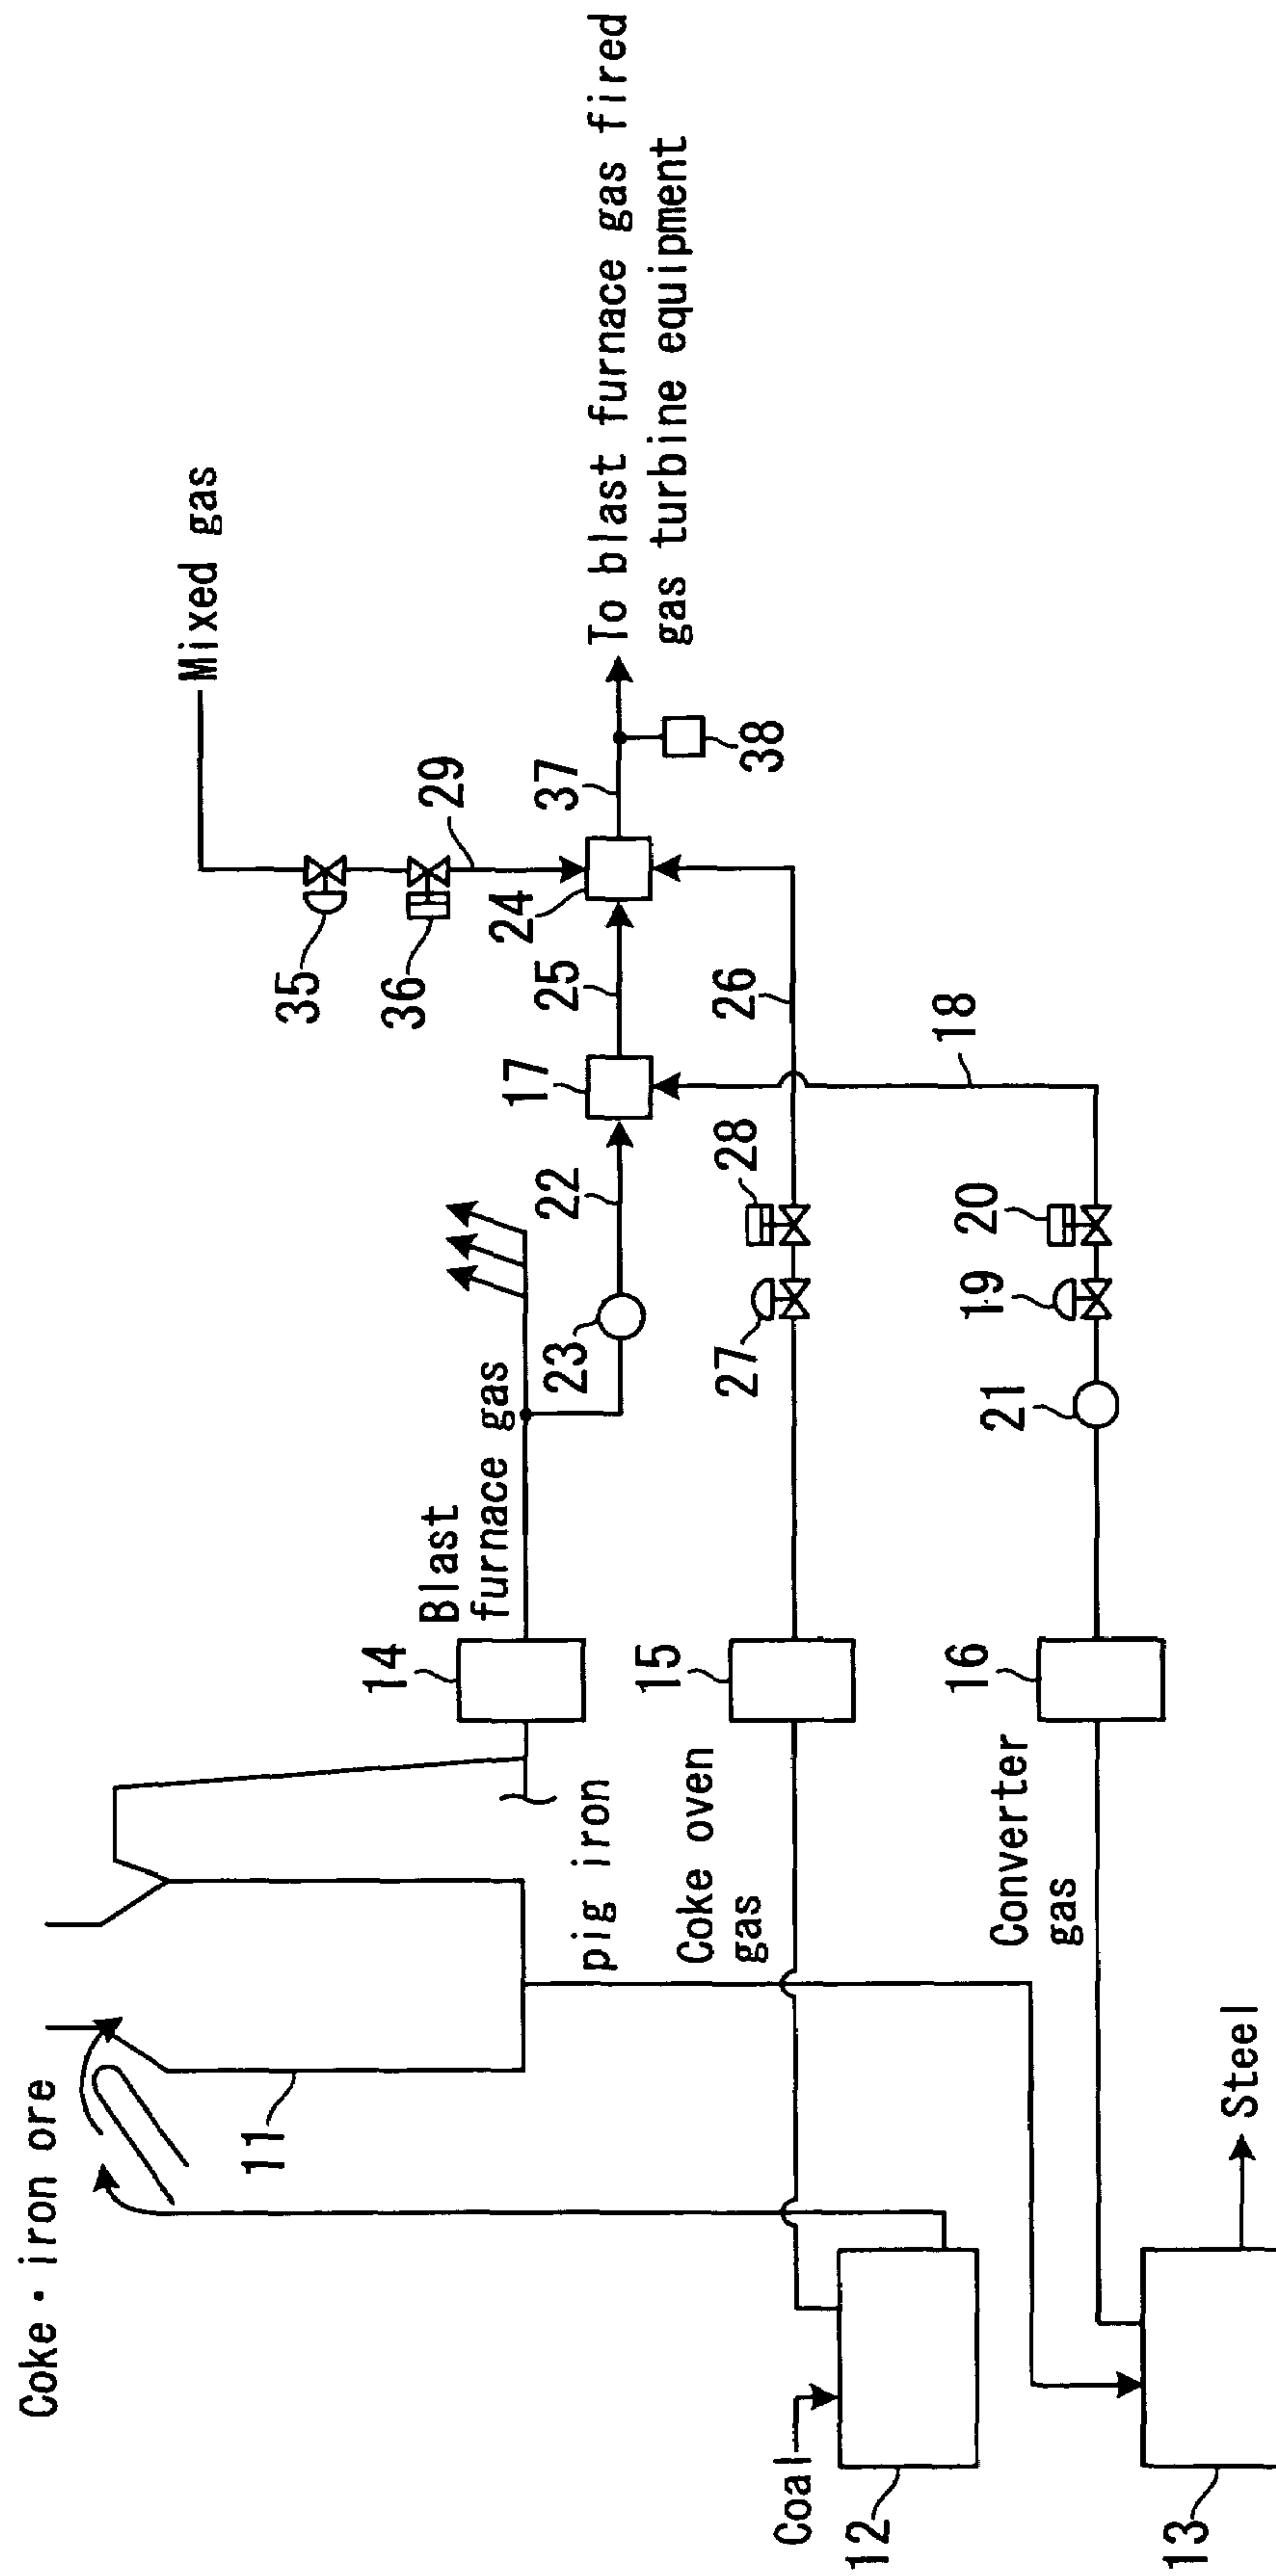 Coke・iron ore
11
Coal
12
13
Steel
pig iron
Coke oven
gas
Converter
gas
14
15
16
Blast
furnace gas
23
22
17
25
24
27
28
26
21
19
20
18
Mixed gas
35
36
29
37
38
To blast furnace gas fired
gas turbine equipment